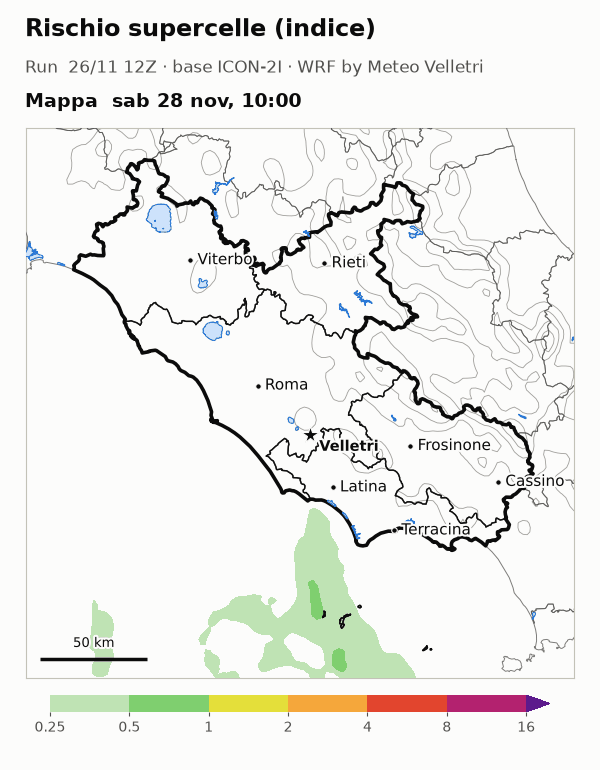 Rischio supercelle (indice)
Run  26/11 12Z · base ICON-2I · WRF by Meteo Velletri
Mappa  sab 28 nov, 10:00
Viterbo
Rieti
Roma
Velletri
Frosinone
Latina
Cassino
Terracina
50 km
0.25 0.5 1 2 4 8 16